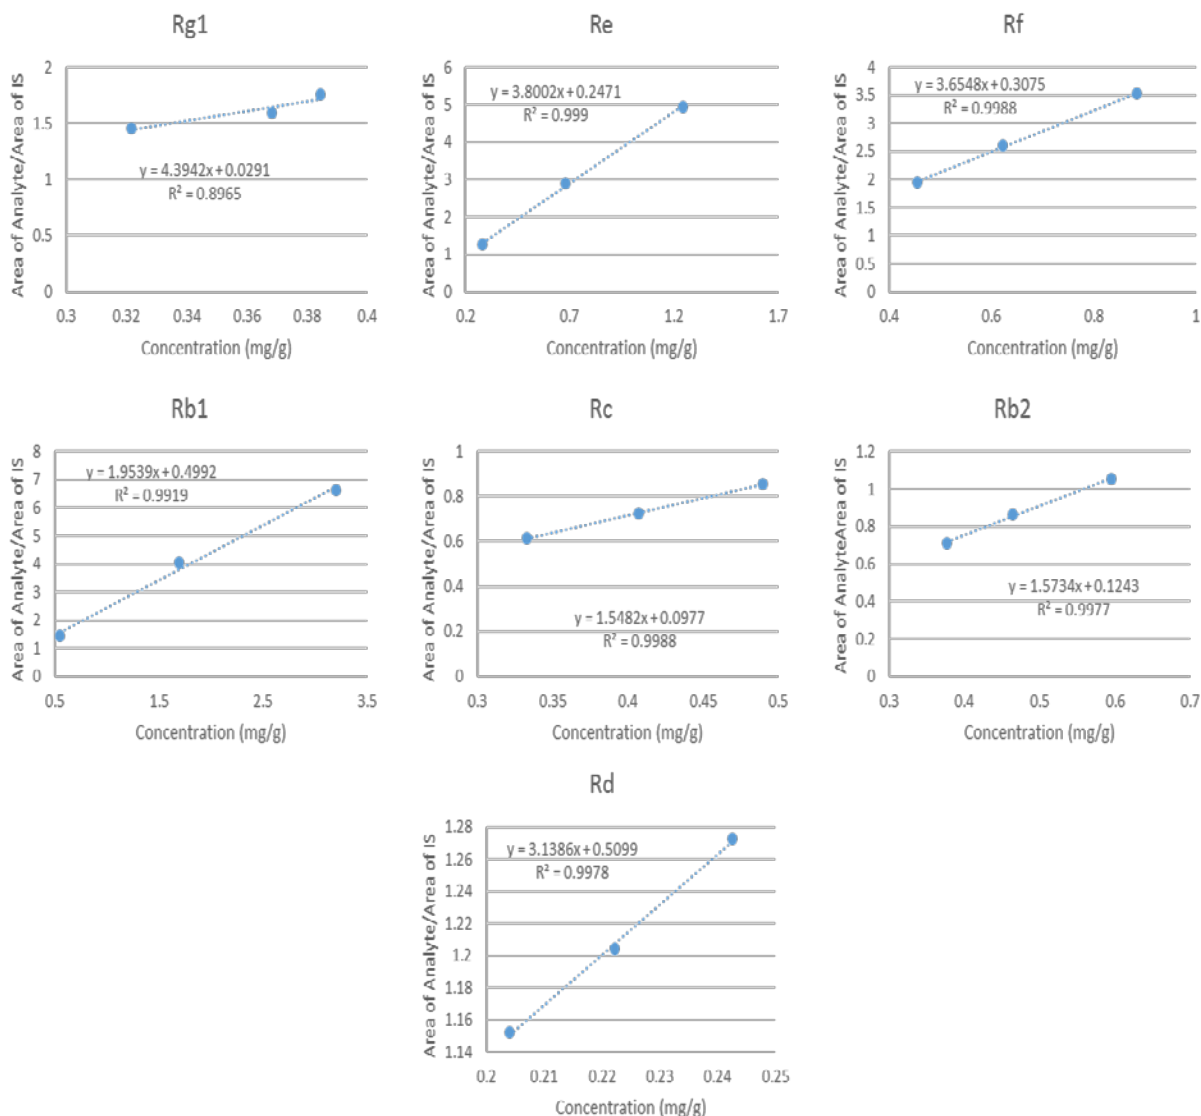 Rg1
Area of Analyte/Area of IS
2
1.5
1
0.5
0
y = 4.3942x + 0.0291
R² = 0.8965
0.3 0.32 0.34 0.36 0.38 0.4
Concentration (mg/g)
Re
Area of Analyte/Area of IS
6
5
4
3
2
1
0
y = 3.8002x + 0.2471
R² = 0.999
0.2 0.7 1.2 1.7
Concentration (mg/g)
Rf
Area of Analyte/Area of IS
4
3.5
3
2.5
2
1.5
1
0.5
0
y = 3.6548x + 0.3075
R² = 0.9988
0.4 0.6 0.8 1
Concentration (mg/g)
Rb1
Area of Analyte/Area of IS
8
7
6
5
4
3
2
1
0
y = 1.9539x + 0.4992
R² = 0.9919
0.5 1.5 2.5 3.5
Concentration (mg/g)
Rc
Area of Analyte/Area of IS
1
0.8
0.6
0.4
0.2
0
y = 1.5482x + 0.0977
R² = 0.9988
0.3 0.35 0.4 0.45 0.5
Concentration (mg/g)
Rb2
Area of AnalyteArea of IS
1.2
1
0.8
0.6
0.4
0.2
0
y = 1.5734x + 0.1243
R² = 0.9977
0.3 0.4 0.5 0.6 0.7
Concentration (mg/g)
Rd
Area of Analyte/Area of IS
1.28
1.26
1.24
1.22
1.2
1.18
1.16
1.14
y = 3.1386x + 0.5099
R² = 0.9978
0.2 0.21 0.22 0.23 0.24 0.25
Concentration (mg/g)